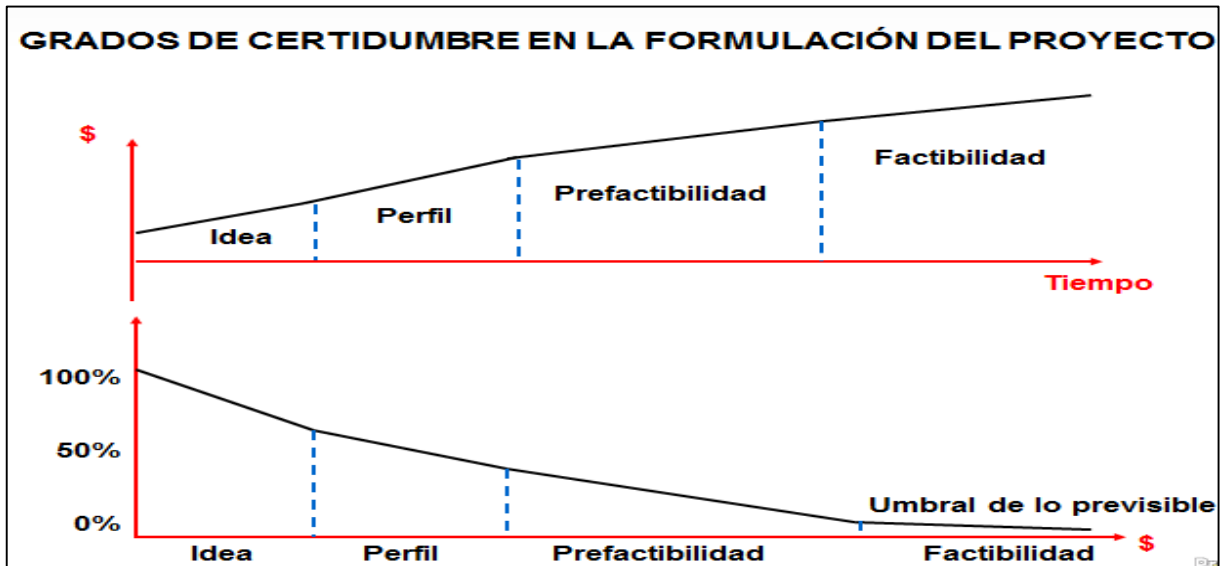 GRADOS DE CERTIDUMBRE EN LA FORMULACIÓN DEL PROYECTO
$
Factibilidad
Prefactibilidad
Perfil
Idea
Tiempo
100%
50%
Umbral de lo previsible
0%
$
Idea Perfil Prefactibilidad Factibilidad